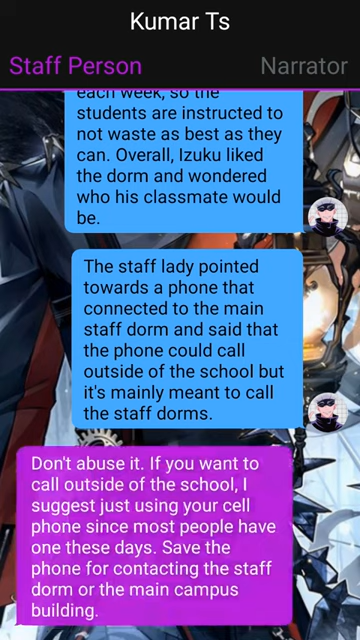 Kumar Ts
Staff Person
Narrator
each week, so the
students are instructed to
not waste as best as they
can. Overall, Izuku liked
the dorm and wondered
who his classmate would
be.
The staff lady pointed
towards a phone that
connected to the main
staff dorm and said that
the phone could call
outside of the school but
it's mainly meant to call
the staff dorms.
Don't abuse it. If you want to
call outside of the school, I
suggest just using your cell
phone since most people have
one these days. Save the
phone for contacting the staff
dorm or the main campus
building.